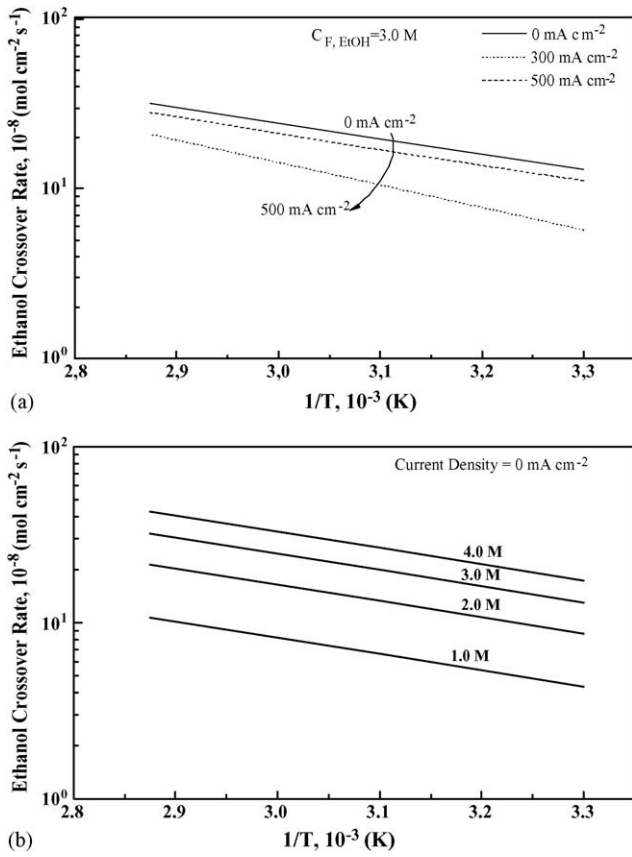 10²
C F, EtOH=3.0 M
0 mA cm-2
300 mA cm-2
500 mA cm-2
0 mA cm-2
10¹
500 mA cm-2
10⁰
Ethanol Crossover Rate, 10-8 (mol cm-2 s-1)
2,8 2,9 3,0 3,1 3,2 3,3
(a)
1/T, 10-3 (K)
10²
Current Density = 0 mA cm-2
4.0 M
3.0 M
2.0 M
10¹
1.0 M
10⁰
Ethanol Crossover Rate, 10-8 (mol cm-2 s-1)
2.8 2.9 3.0 3.1 3.2 3.3
(b)
1/T, 10-3 (K)